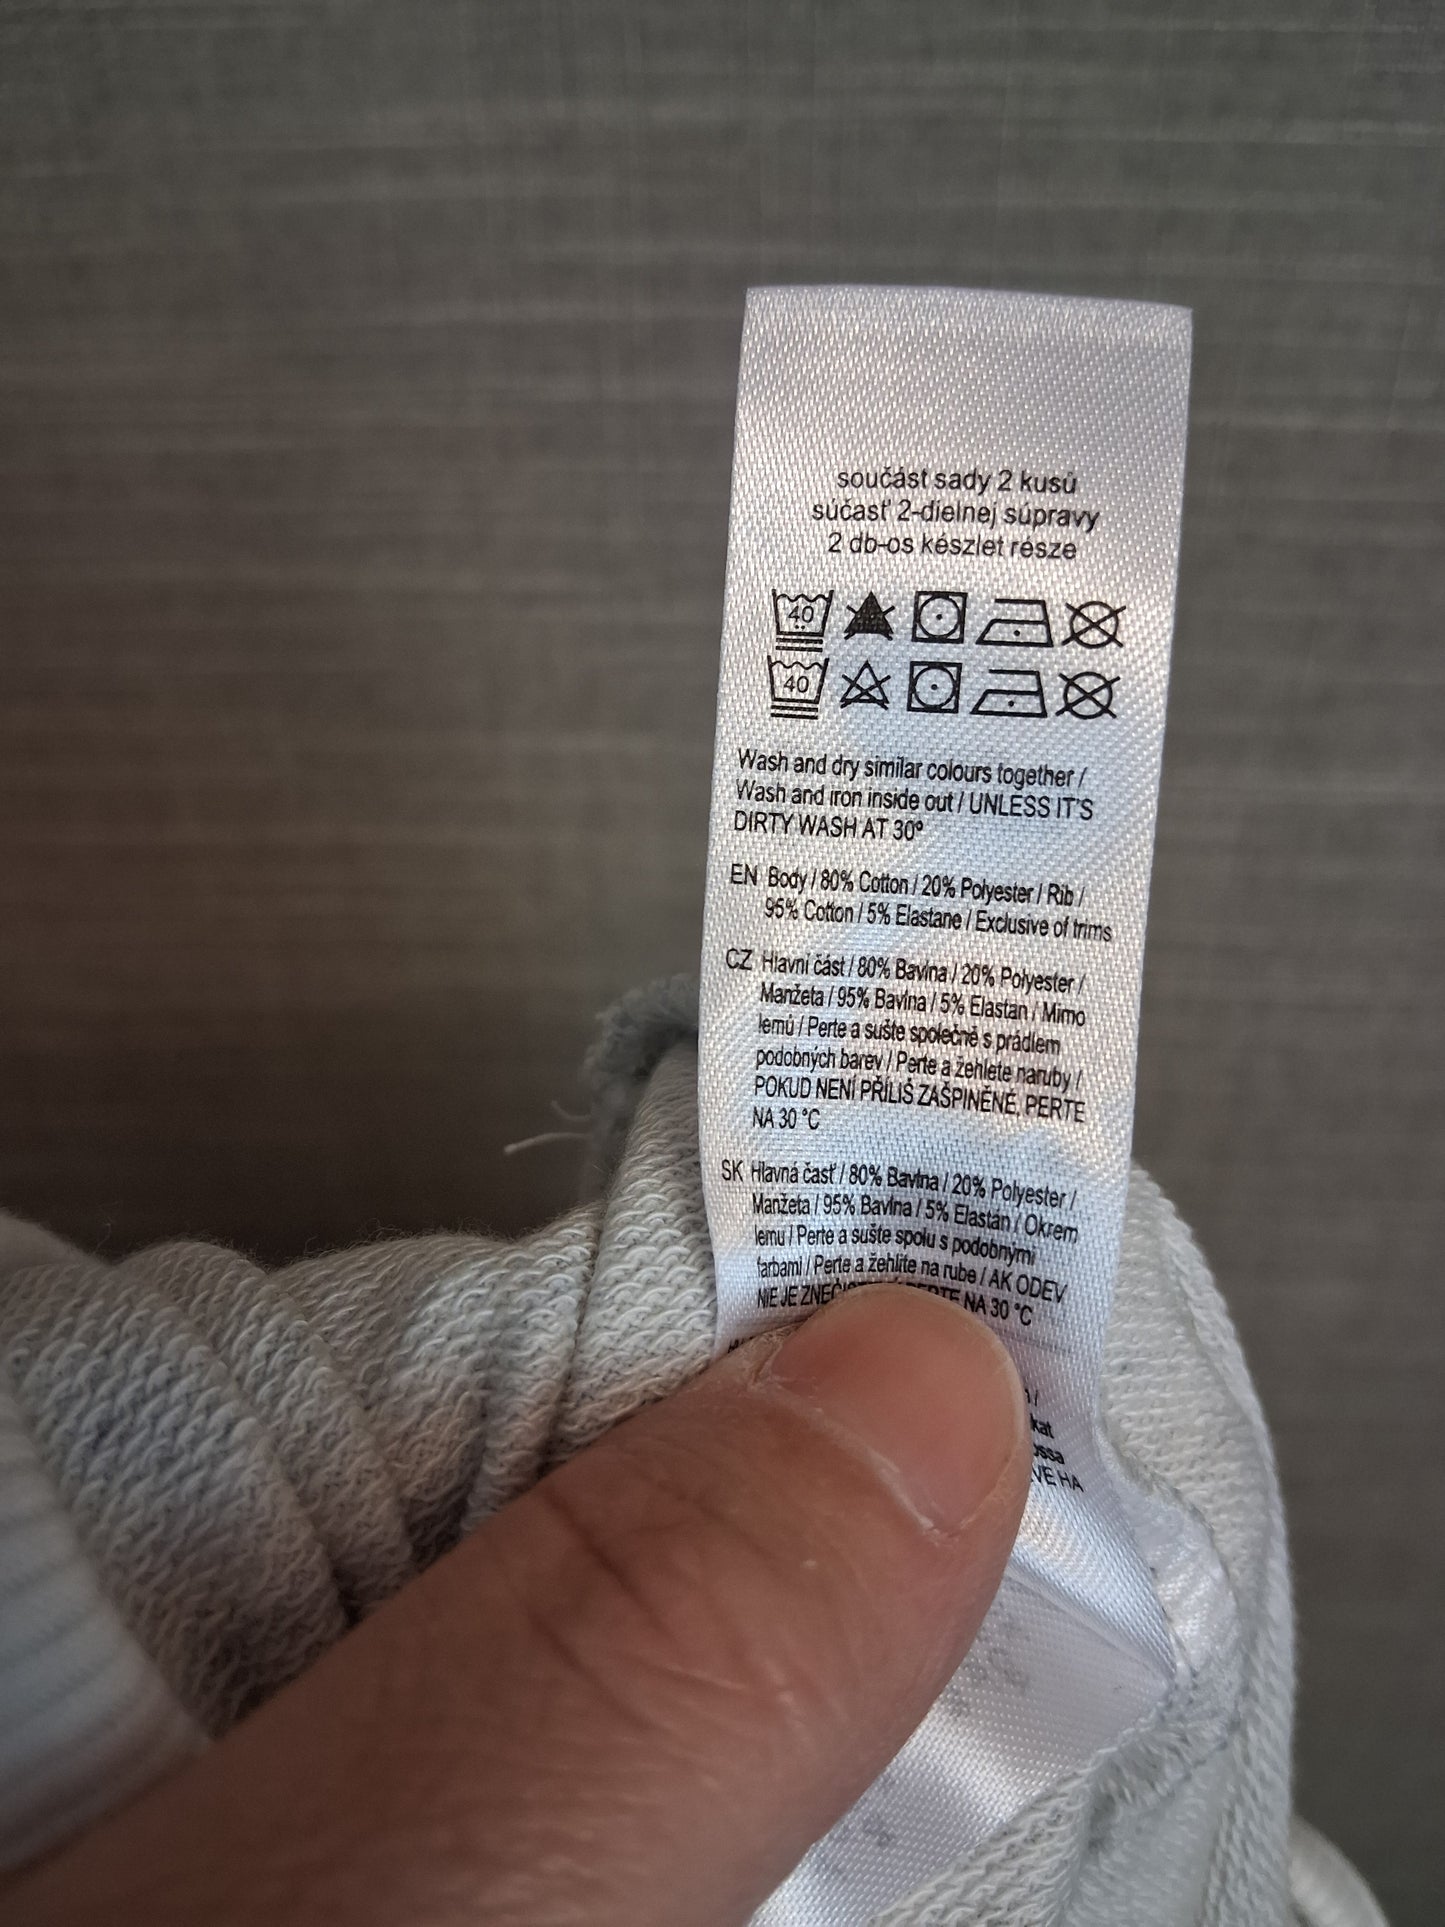 součást sady 2 kusů
súčasť 2-dielnej súpravy
2 db-os készlet része
40
40
Wash and dry similar colours together /
Wash and iron inside out / UNLESS IT'S
DIRTY WASH AT 30º
EN Body / 80% Cotton / 20% Polyester / Rib /
95% Cotton / 5% Elastane / Exclusive of trims
CZ Hlavní část / 80% Bavlna / 20% Polyester /
Manžeta / 95% Bavlna / 5% Elastan / Mimo
lemů / Perte a sušte společně s prádlem
podobných barev / Perte a žehlete naruby /
POKUD NENÍ PŘÍLIŠ ZAŠPINĚNÉ, PERTE
NA 30 °C
SK Hlavná časť / 80% Bavlna / 20% Polyester /
Manžeta / 95% Bavlna / 5% Elastan / Okrem
lemu / Perte a sušte spolu s podobnými
farbami / Perte a žehlite na rube / AK ODEV
NIE JE PERTE NA 30 °C
HA